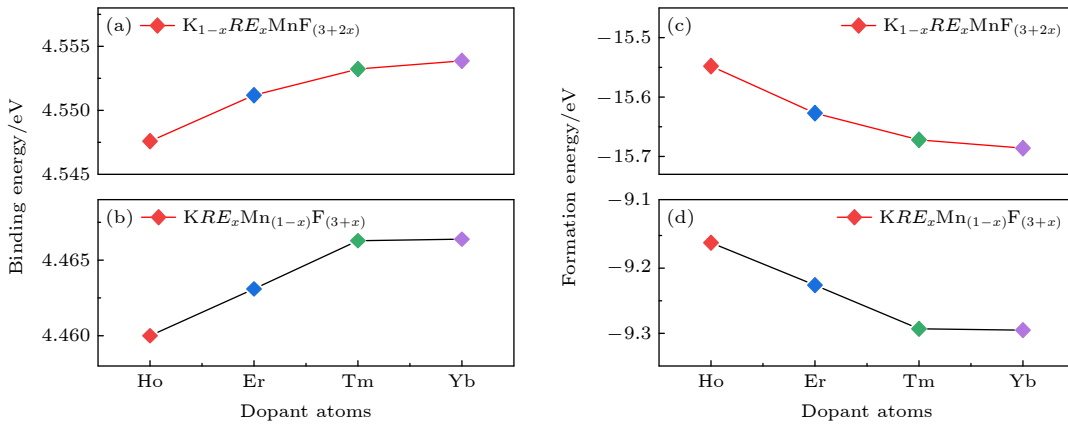 (a) K₁₋ₓREₓMnF₍₃₊₂ₓ₎
4.555
4.550
4.545
(b) KREₓMn₍₁₋ₓ₎F₍₃₊ₓ₎
4.465
4.460
Binding energy/eV
Ho Er Tm Yb
Dopant atoms
(c) K₁₋ₓREₓMnF₍₃₊₂ₓ₎
−15.5
−15.6
−15.7
(d) KREₓMn₍₁₋ₓ₎F₍₃₊ₓ₎
−9.1
−9.2
−9.3
Formation energy/eV
Ho Er Tm Yb
Dopant atoms